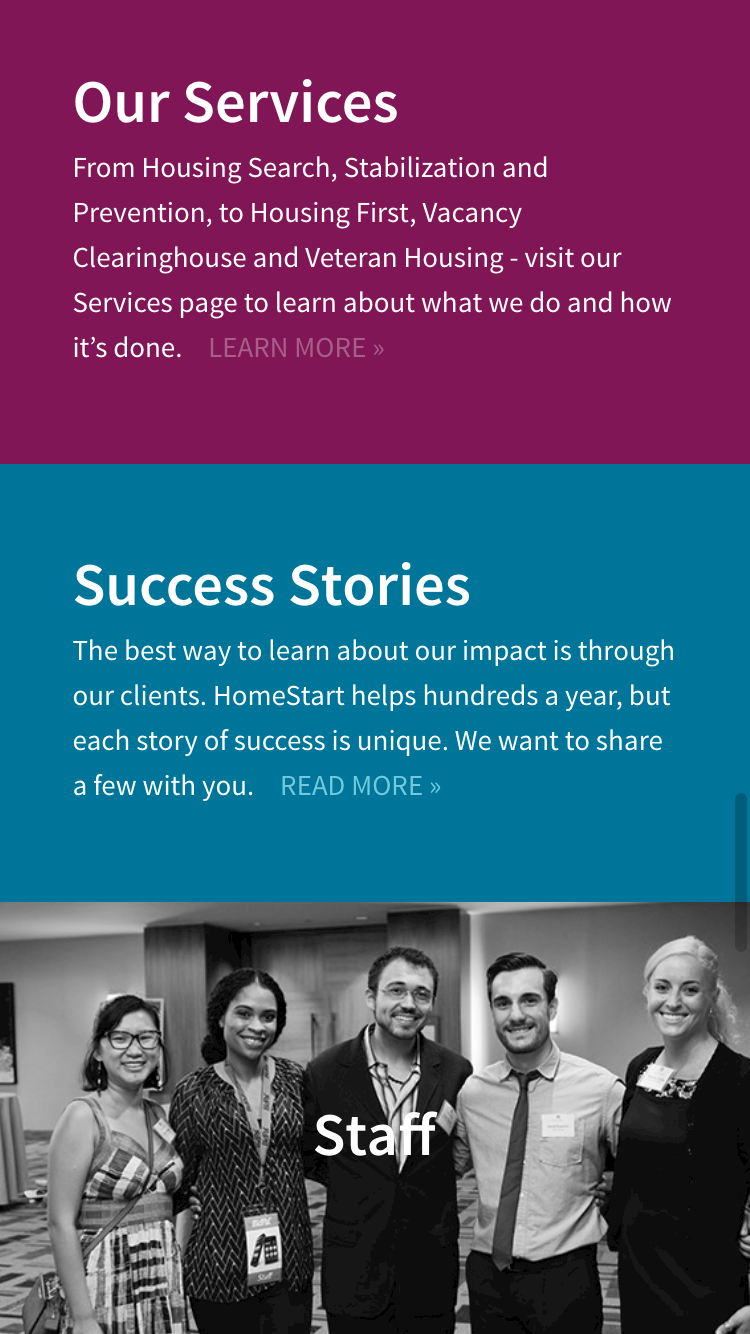 Our Services
From Housing Search, Stabilization and
Prevention, to Housing First, Vacancy
Clearinghouse and Veteran Housing - visit our
Services page to learn about what we do and how
it’s done. LEARN MORE »
Success Stories
The best way to learn about our impact is through
our clients. HomeStart helps hundreds a year, but
each story of success is unique. We want to share
a few with you. READ MORE »
Staff
BidPal
Staff